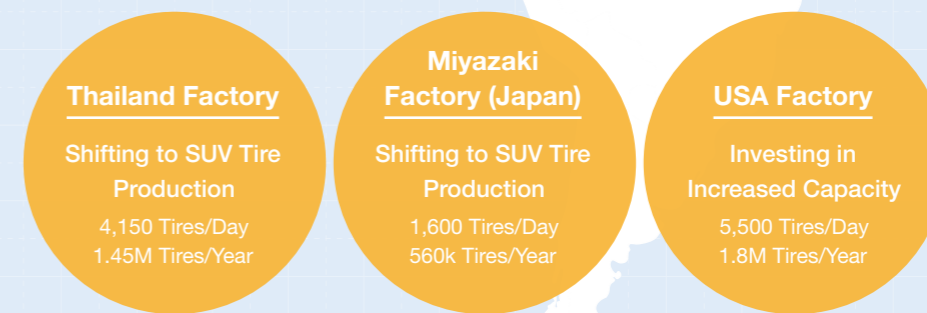 Thailand Factory
Shifting to SUV Tire
Production
4,150 Tires/Day
1.45M Tires/Year
Miyazaki
Factory (Japan)
Shifting to SUV Tire
Production
1,600 Tires/Day
560k Tires/Year
USA Factory
Investing in
Increased Capacity
5,500 Tires/Day
1.8M Tires/Year